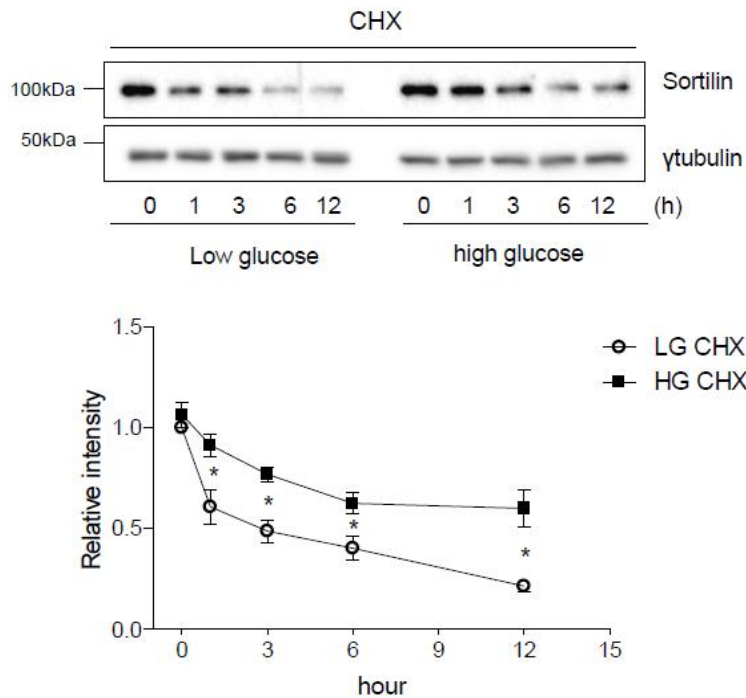 CHX
100kDa
Sortilin
50kDa
γtubulin
0 1 3 6 12 0 1 3 6 12 (h)
Low glucose high glucose
1.5
1.0
0.5
0.0
Relative intensity
LG CHX
HG CHX
*
*
*
*
0 3 6 9 12 15
hour